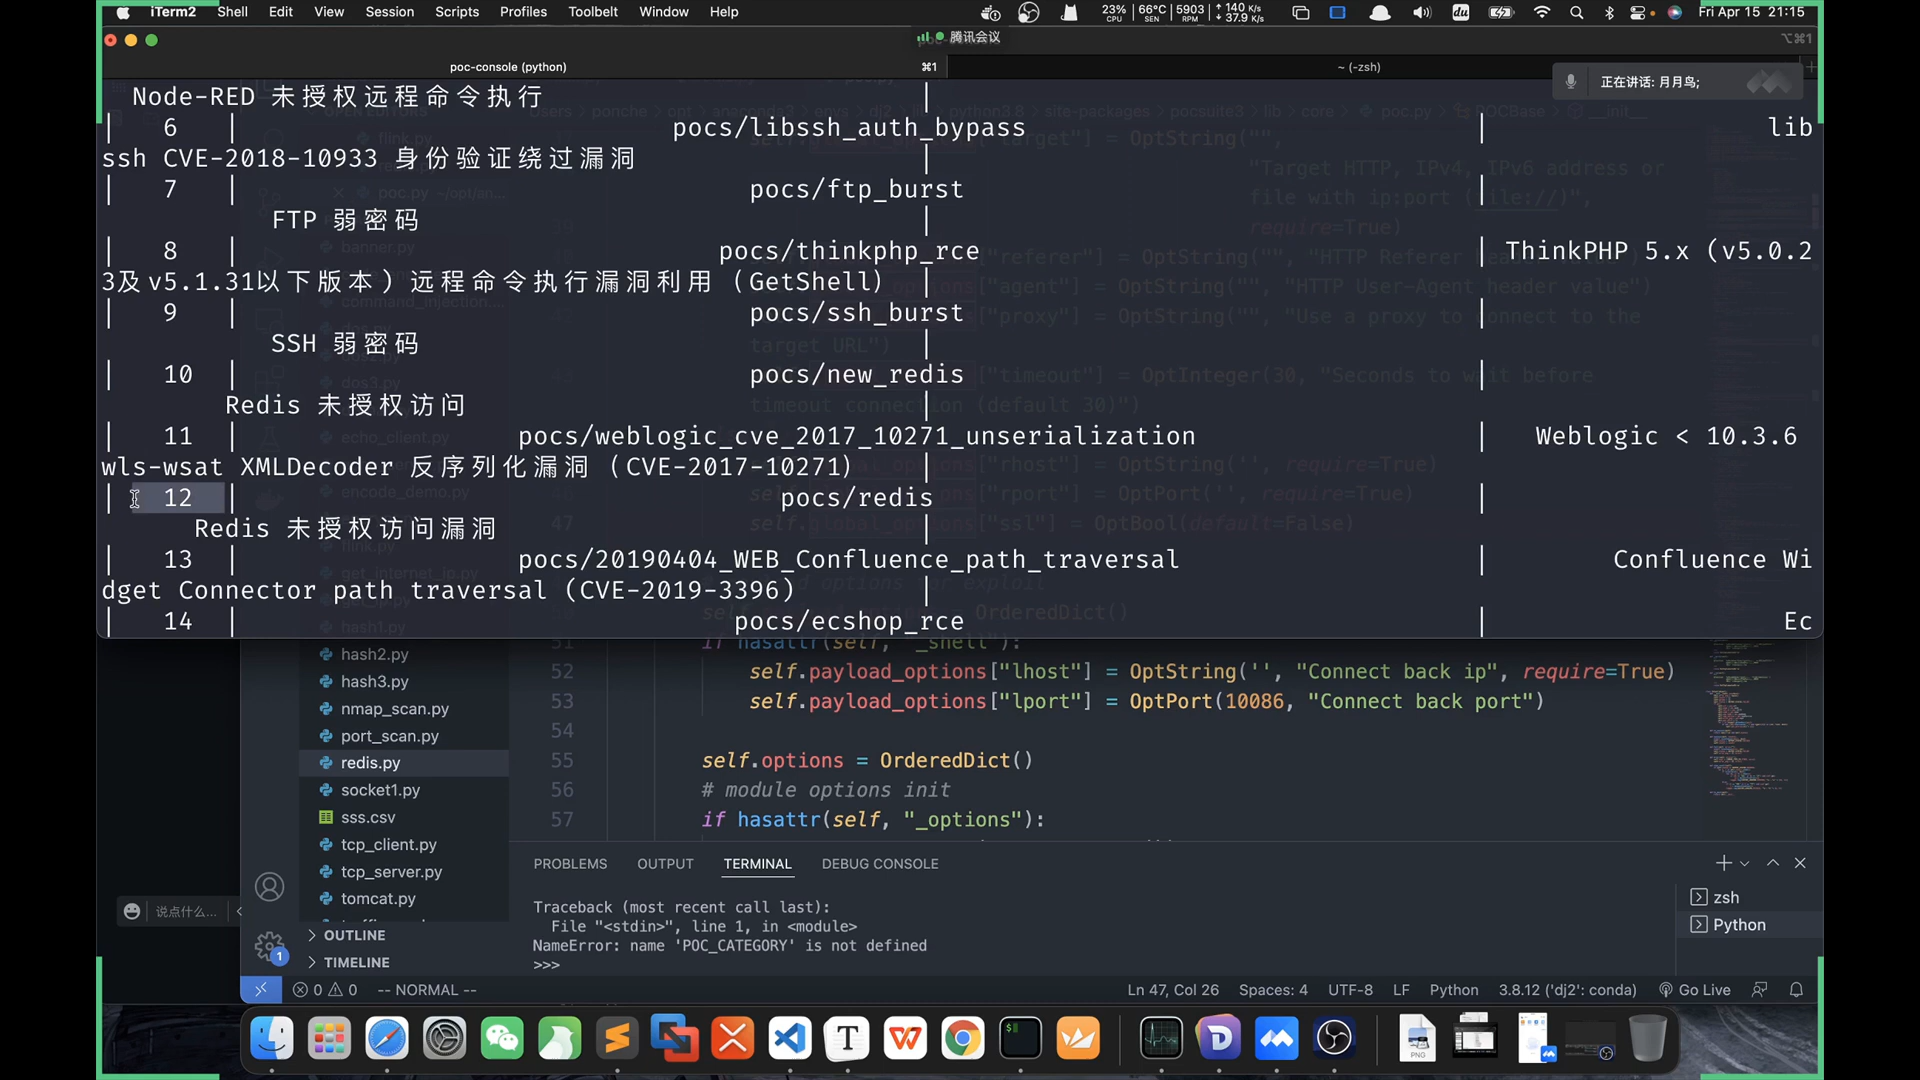 iTerm2 Shell Edit View Session Scripts Profiles Toolbelt Window Help
23% CPU 66°C SEN 5903 RPM ↑ 140 K/s ↓ 37.9 K/s
du
Fri Apr 15 21:15
腾讯会议
⌥⌘1
poc-console (python) ⌘1
~ (-zsh)
正在讲话: 月月鸟;
Node-RED 未授权远程命令执行 |
| 6 | pocs/libssh_auth_bypass | lib
ssh CVE-2018-10933 身份验证绕过漏洞 |
| 7 | pocs/ftp_burst |
FTP 弱密码 |
| 8 | pocs/thinkphp_rce | ThinkPHP 5.x (v5.0.2
3及v5.1.31以下版本）远程命令执行漏洞利用（GetShell) |
| 9 | pocs/ssh_burst |
SSH 弱密码 |
| 10 | pocs/new_redis |
Redis 未授权访问 |
| 11 | pocs/weblogic_cve_2017_10271_unserialization | Weblogic < 10.3.6
wls-wsat XMLDecoder 反序列化漏洞（CVE-2017-10271) |
| 12 | pocs/redis |
Redis 未授权访问漏洞 |
| 13 | pocs/20190404_WEB_Confluence_path_traversal | Confluence Wi
dget Connector path traversal (CVE-2019-3396) |
| 14 | pocs/ecshop_rce | Ec
hash2.py
hash3.py
nmap_scan.py
port_scan.py
redis.py
socket1.py
sss.csv
tcp_client.py
tcp_server.py
tomcat.py
OUTLINE
TIMELINE
51 if hasattr(self, "_shell"):
52 self.payload_options["lhost"] = OptString('', "Connect back ip", require=True)
53 self.payload_options["lport"] = OptPort(10086, "Connect back port")
54
55 self.options = OrderedDict()
56 # module options init
57 if hasattr(self, "_options"):
PROBLEMS OUTPUT TERMINAL DEBUG CONSOLE
Traceback (most recent call last):
File "<stdin>", line 1, in <module>
NameError: name 'POC_CATEGORY' is not defined
>>>
zsh
Python
说点什么...
1
0 0 -- NORMAL --
Ln 47, Col 26 Spaces: 4 UTF-8 LF Python 3.8.12 ('dj2': conda) Go Live